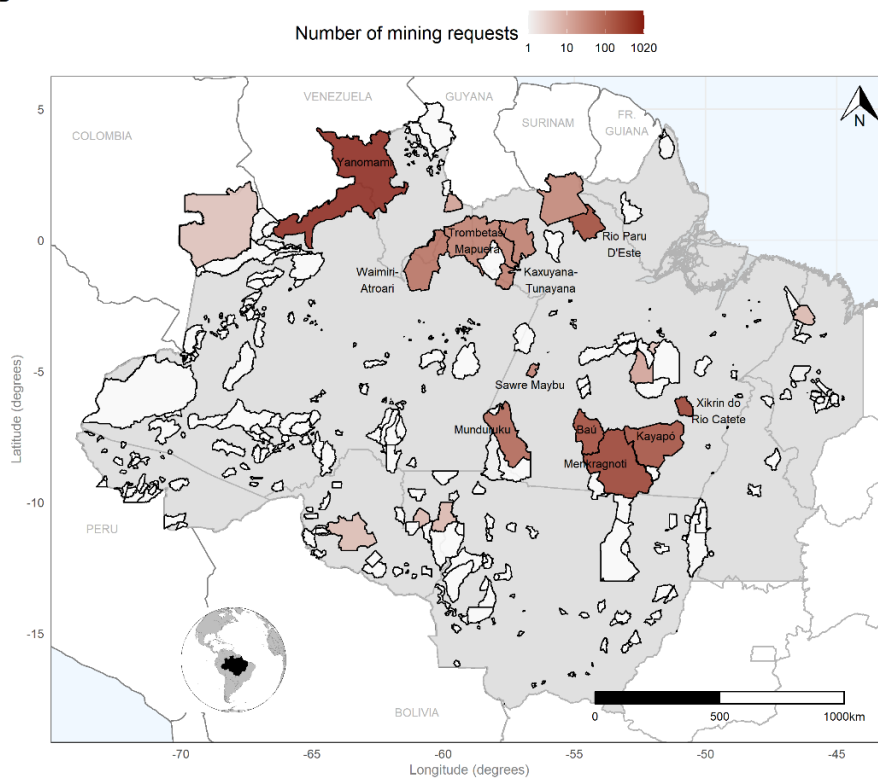 Number of mining requests
1 10 100 1020
VENEZUELA
GUYANA
SURINAM
FR.
GUIANA
COLOMBIA
N
Yanomami
Trombetas/
Mapuera
Rio Paru
D'Este
Waimiri-
Atroari
Kaxuyana-
Tunayana
Sawre Maybu
Xikrin do
Rio Catete
Munduruku
Baú
Kayapó
Menkragnoti
PERU
BOLIVIA
0 500 1000km
5
0
-5
-10
-15
Latitude (degrees)
-70 -65 -60 -55 -50 -45
Longitude (degrees)